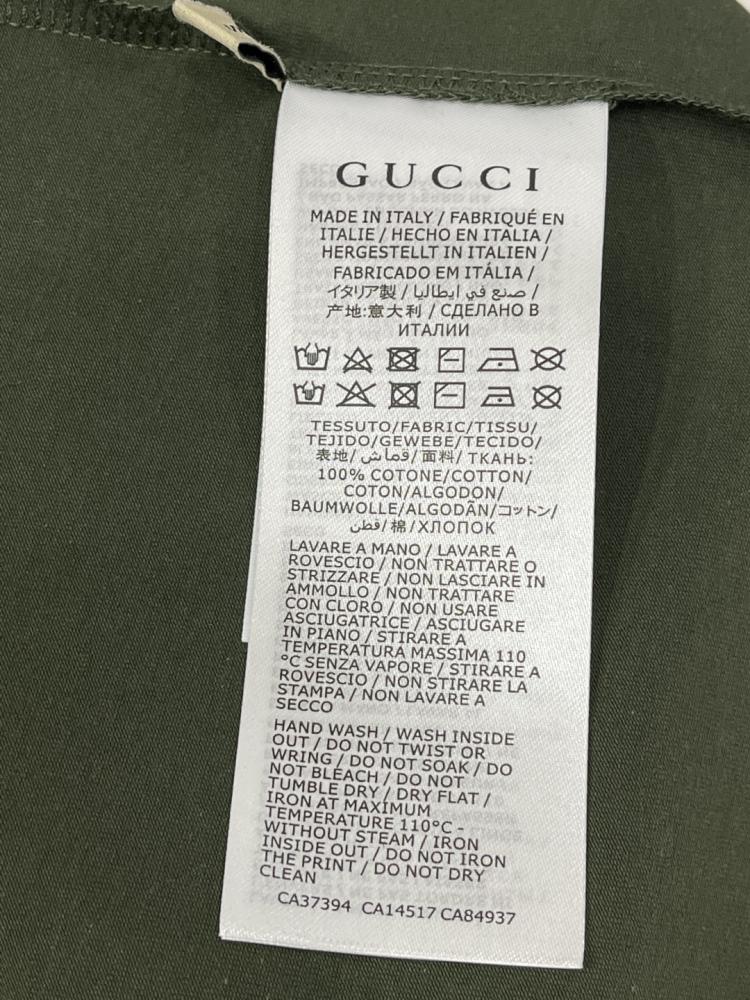 GUCCI
MADE IN ITALY / FABRIQUÉ EN
ITALIE / HECHO EN ITALIA /
HERGESTELLT IN ITALIEN /
FABRICADO EM ITÁLIA /
イタリア製 / صنع في ايطاليا /
产地:意大利 / СДЕЛАНО В
ИТАЛИИ
TESSUTO/FABRIC/TISSU/
TEJIDO/GEWEBE/TECIDO/
表地/قماش/面料/ТКАНЬ:
100% COTONE/COTTON/
COTON/ALGODON/
BAUMWOLLE/ALGODÃN/コットン/
قطن/棉/ХЛОПОК
LAVARE A MANO / LAVARE A
ROVESCIO / NON TRATTARE O
STRIZZARE / NON LASCIARE IN
AMMOLLO / NON TRATTARE
CON CLORO / NON USARE
ASCIUGATRICE / ASCIUGARE
IN PIANO / STIRARE A
TEMPERATURA MASSIMA 110
°C SENZA VAPORE / STIRARE A
ROVESCIO / NON STIRARE LA
STAMPA / NON LAVARE A
SECCO
HAND WASH / WASH INSIDE
OUT / DO NOT TWIST OR
WRING / DO NOT SOAK / DO
NOT BLEACH / DO NOT
TUMBLE DRY / DRY FLAT /
IRON AT MAXIMUM
TEMPERATURE 110°C -
WITHOUT STEAM / IRON
INSIDE OUT / DO NOT IRON
THE PRINT / DO NOT DRY
CLEAN
CA37394 CA14517 CA84937